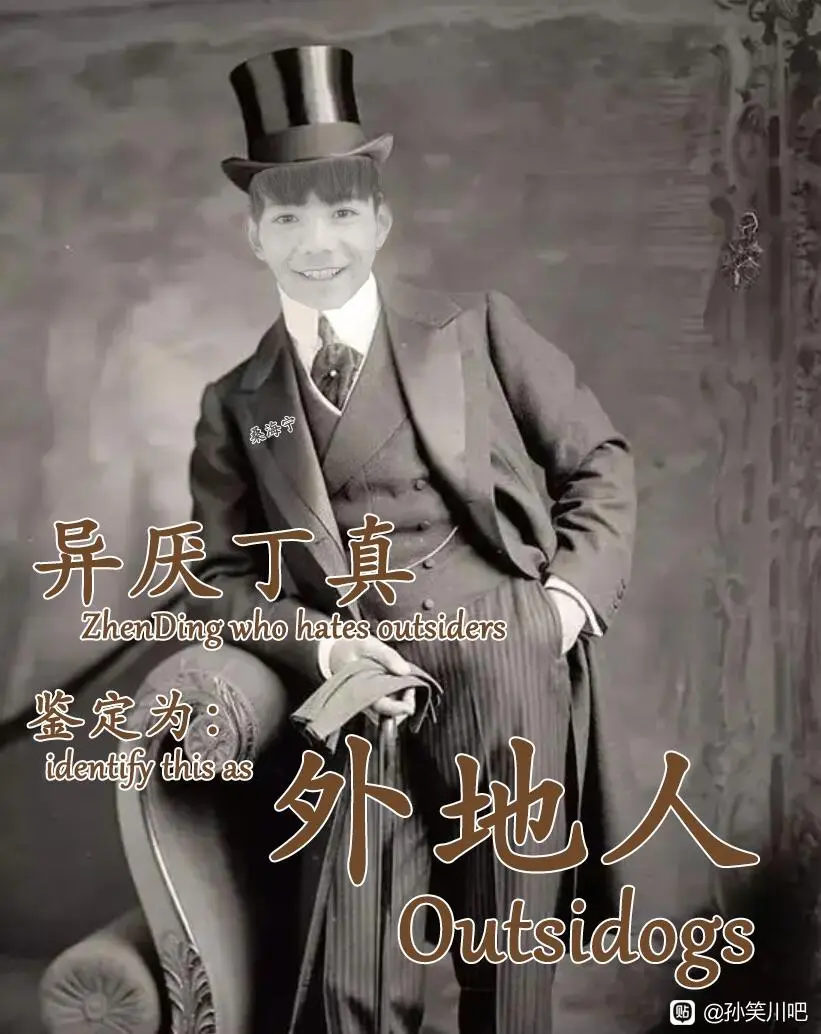 桑海宁
异厌丁真
ZhenDing who hates outsiders
鉴定为：
identify this as
外地人
Outsidogs
贴 @孙笑川吧